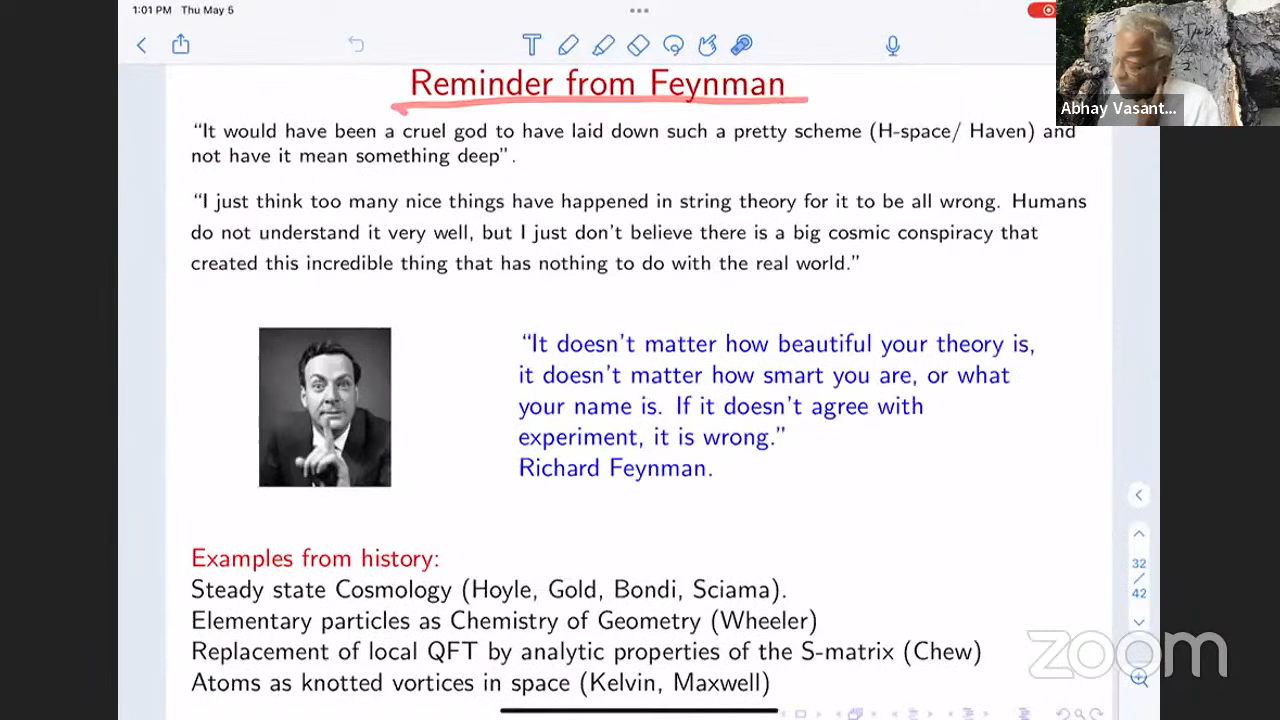 1:01 PM Thu May 5
Abhay Vasant...
Reminder from Feynman
“It would have been a cruel god to have laid down such a pretty scheme (H-space/ Haven) and
not have it mean something deep”.
“I just think too many nice things have happened in string theory for it to be all wrong. Humans
do not understand it very well, but I just don’t believe there is a big cosmic conspiracy that
created this incredible thing that has nothing to do with the real world.”
“It doesn’t matter how beautiful your theory is,
it doesn’t matter how smart you are, or what
your name is. If it doesn’t agree with
experiment, it is wrong.”
Richard Feynman.
Examples from history:
Steady state Cosmology (Hoyle, Gold, Bondi, Sciama).
Elementary particles as Chemistry of Geometry (Wheeler)
Replacement of local QFT by analytic properties of the S-matrix (Chew)
Atoms as knotted vortices in space (Kelvin, Maxwell)
32
/
42
zoom